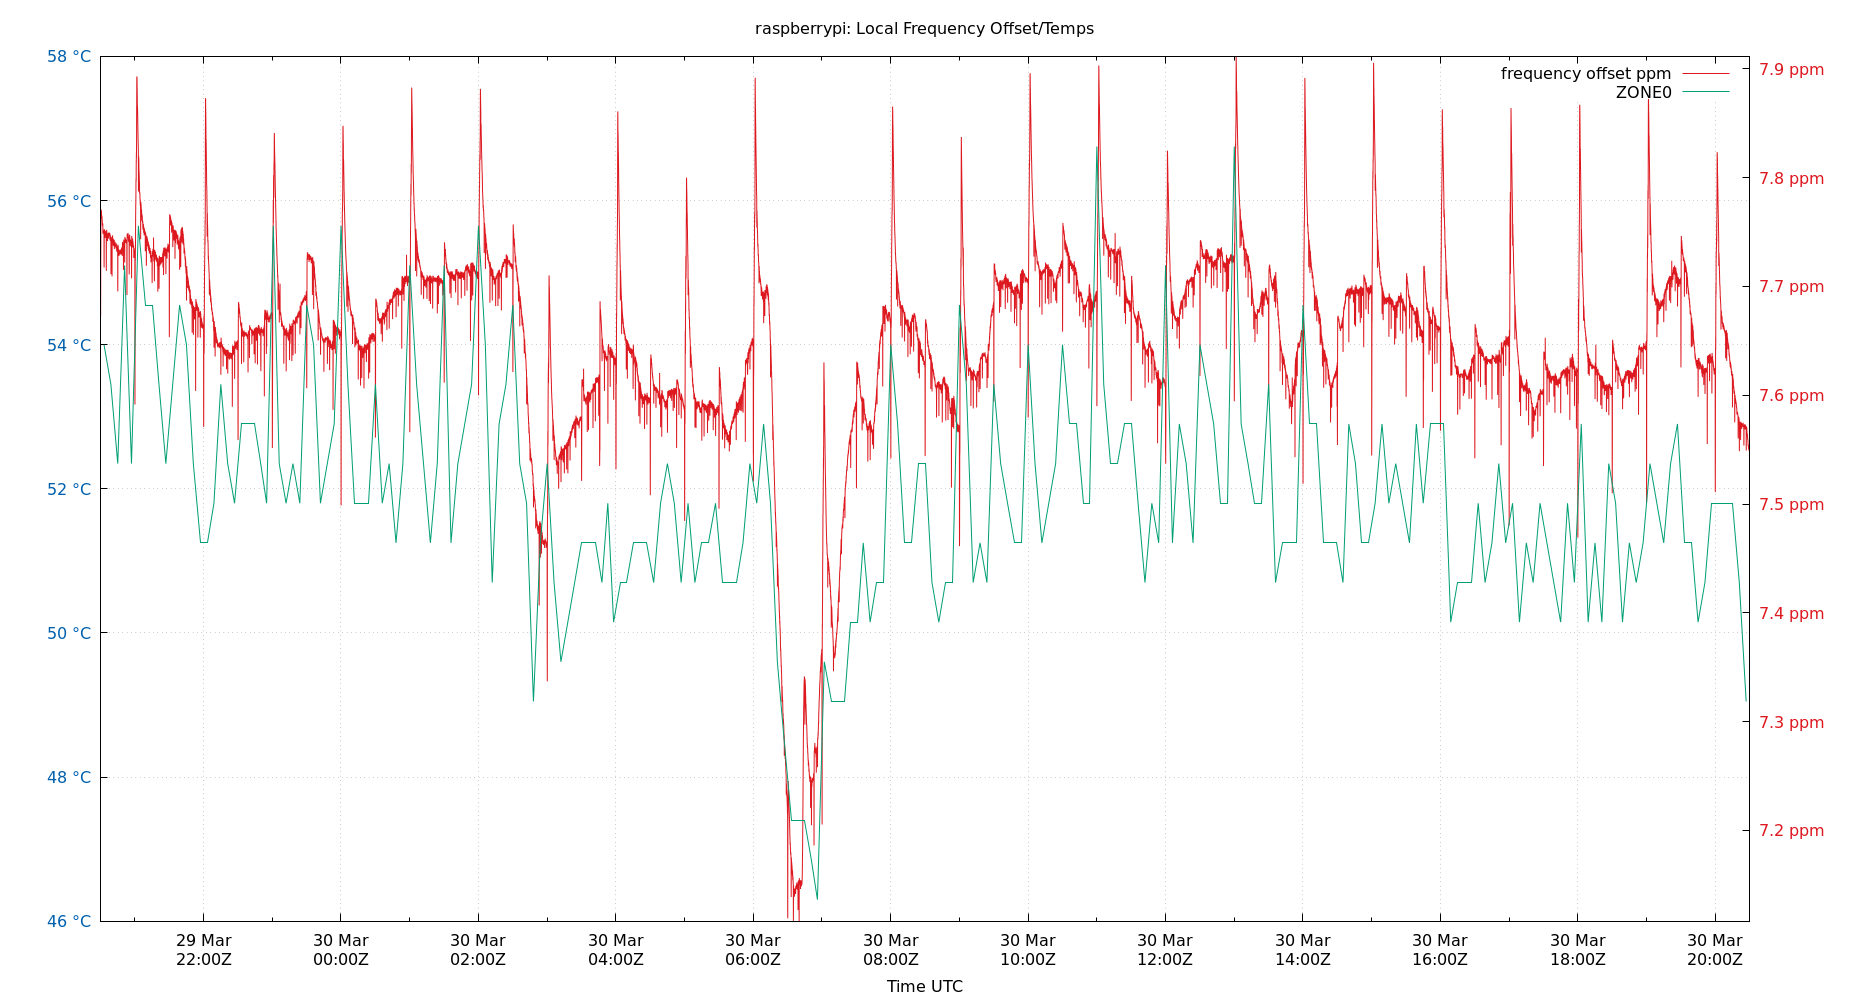 raspberrypi: Local Frequency Offset/Temps
58 °C
56 °C
54 °C
52 °C
50 °C
48 °C
46 °C
7.9 ppm
7.8 ppm
7.7 ppm
7.6 ppm
7.5 ppm
7.4 ppm
7.3 ppm
7.2 ppm
frequency offset ppm
ZONE0
29 Mar
22:00Z
30 Mar
00:00Z
30 Mar
02:00Z
30 Mar
04:00Z
30 Mar
06:00Z
30 Mar
08:00Z
30 Mar
10:00Z
30 Mar
12:00Z
30 Mar
14:00Z
30 Mar
16:00Z
30 Mar
18:00Z
30 Mar
20:00Z
Time UTC